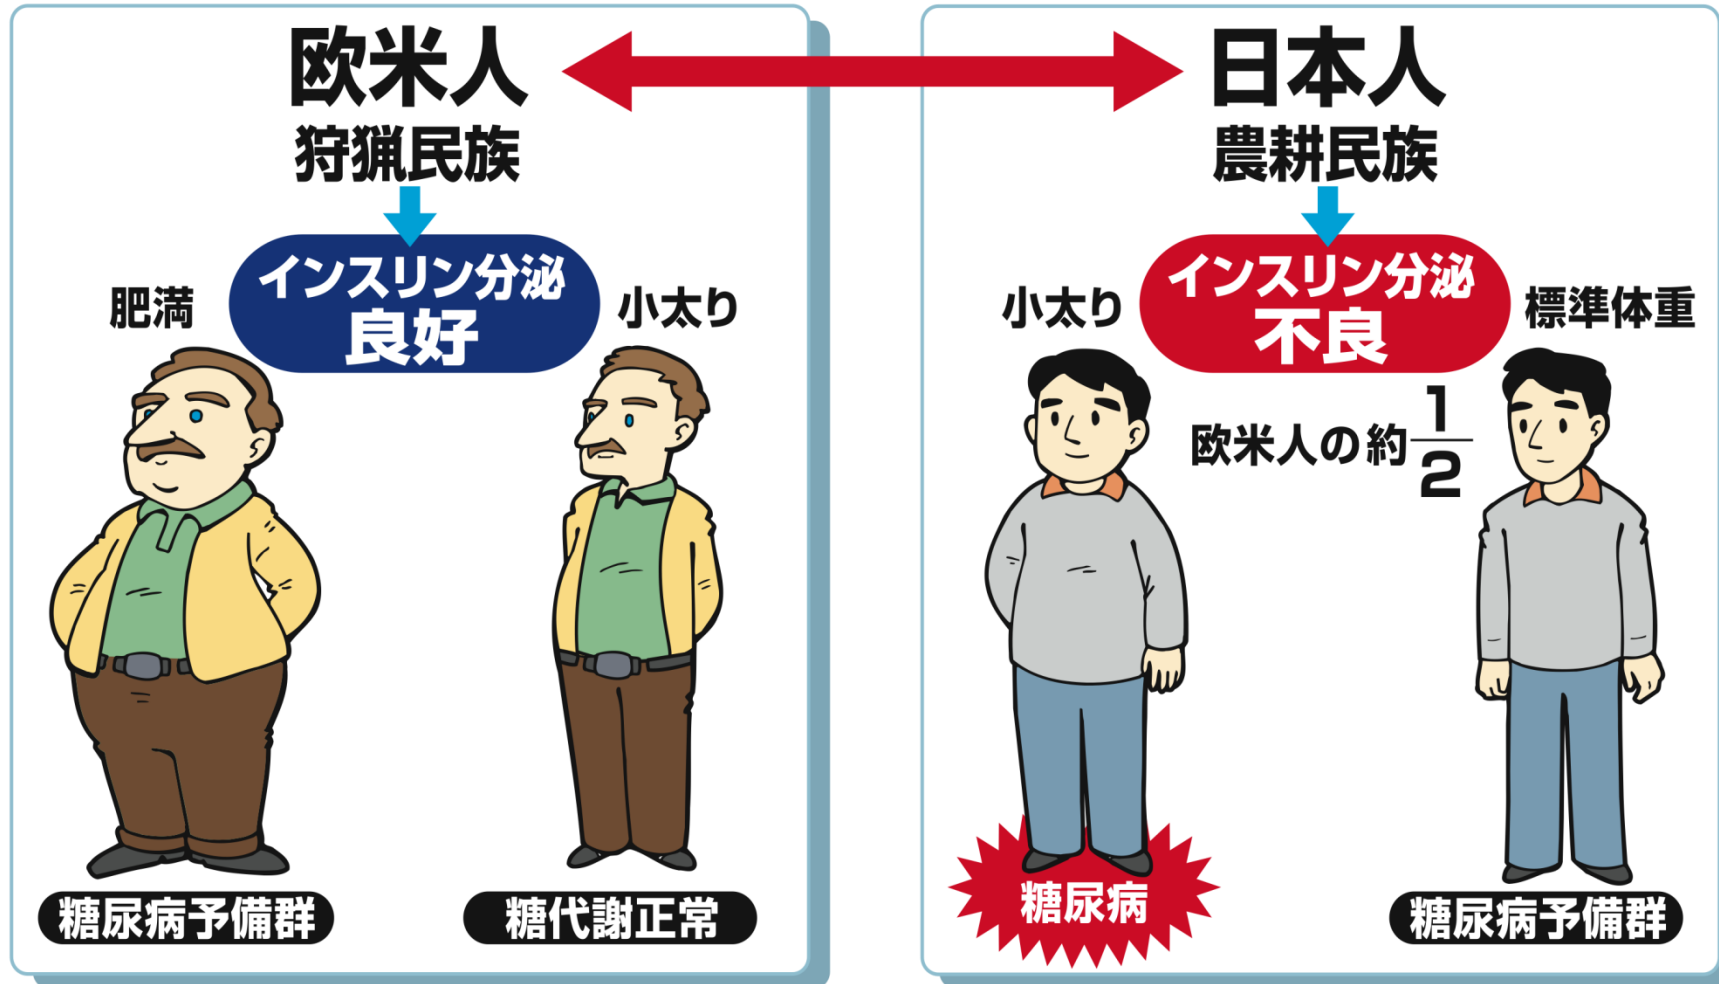 欧米人
狩猟民族
インスリン分泌
良好
肥満
小太り
糖尿病予備群
糖代謝正常
日本人
農耕民族
インスリン分泌
不良
小太り
標準体重
欧米人の約1/2
糖尿病
糖尿病予備群